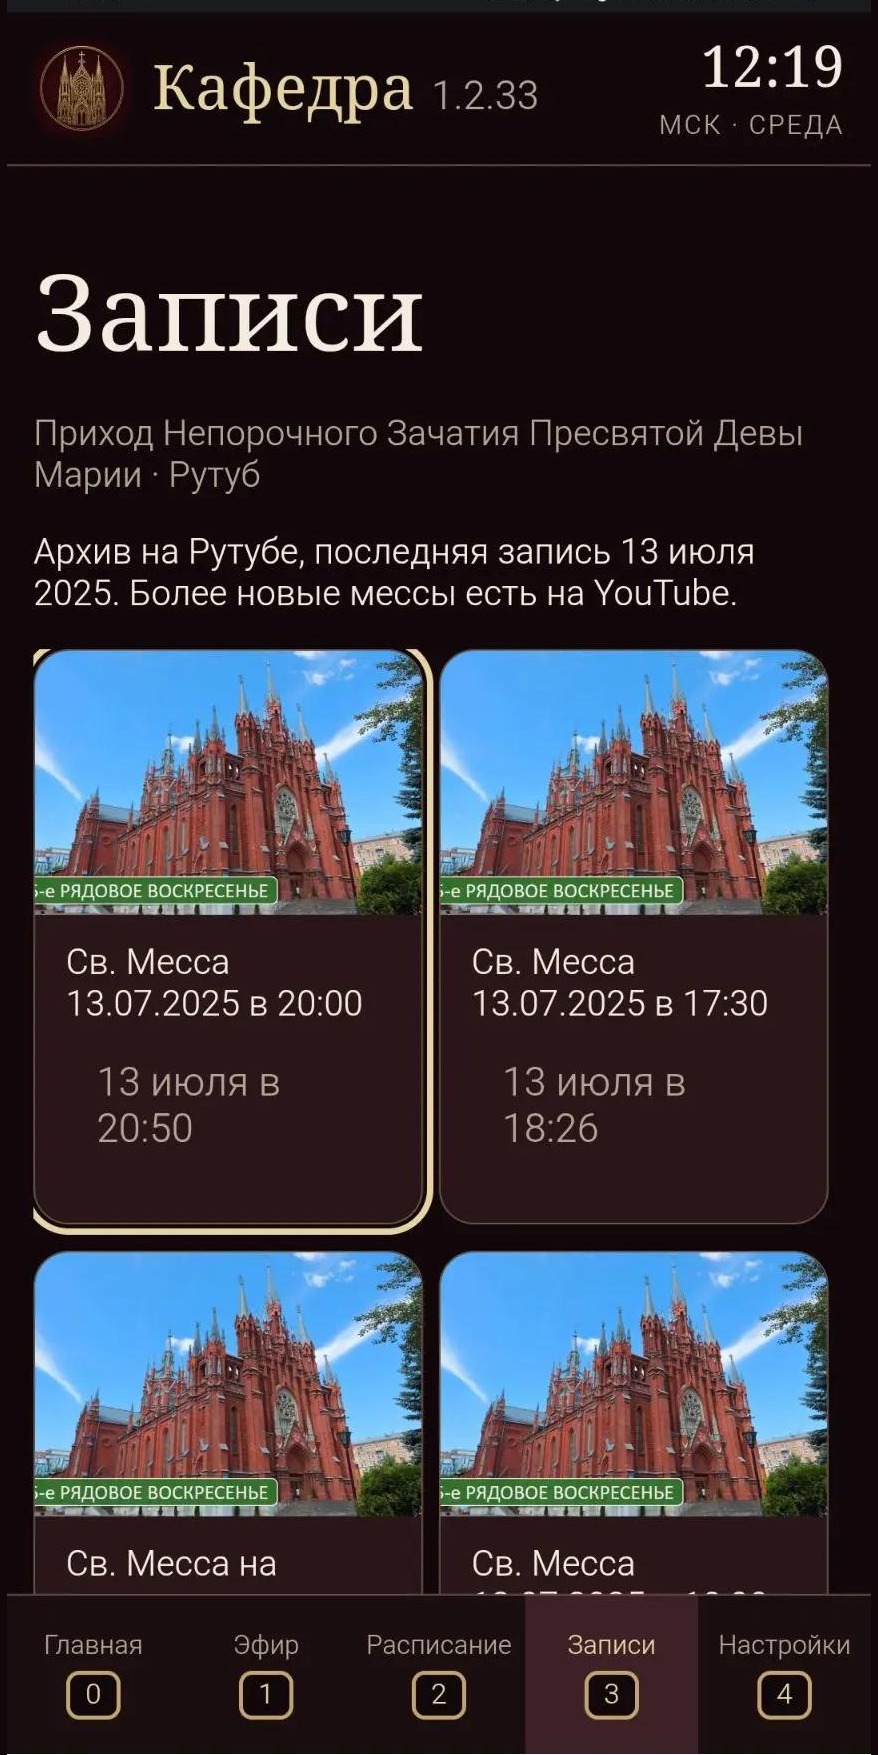 Кафедра 1.2.33
12:19
МСК · СРЕДА
Записи
Приход Непорочного Зачатия Пресвятой Девы
Марии · Рутуб
Архив на Рутубе, последняя запись 13 июля
2025. Более новые мессы есть на YouTube.
-е РЯДОВОЕ ВОСКРЕСЕНЬЕ
Св. Месса
13.07.2025 в 20:00
13 июля в
20:50
-е РЯДОВОЕ ВОСКРЕСЕНЬЕ
Св. Месса
13.07.2025 в 17:30
13 июля в
18:26
-е РЯДОВОЕ ВОСКРЕСЕНЬЕ
Св. Месса на
-е РЯДОВОЕ ВОСКРЕСЕНЬЕ
Св. Месса
Главная
0
Эфир
1
Расписание
2
Записи
3
Настройки
4